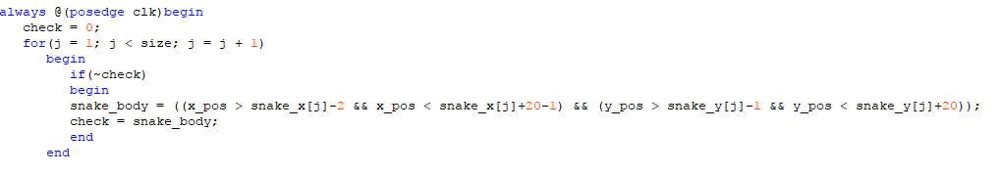 always @(posedge clk)begin
check = 0;
for(j = 1; j < size; j = j + 1)
begin
if(~check)
begin
snake_body = ((x_pos > snake_x[j]-2 && x_pos < snake_x[j]+20-1) && (y_pos > snake_y[j]-1 && y_pos < snake_y[j]+20));
check = snake_body;
end
end